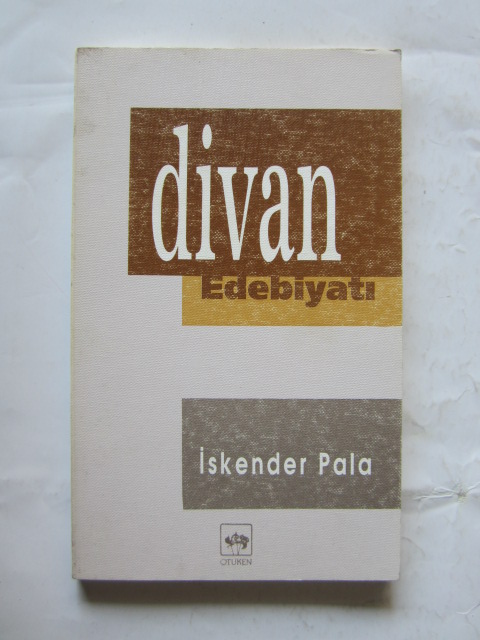 divan
Edebiyatı
İskender Pala
ÖTÜKEN